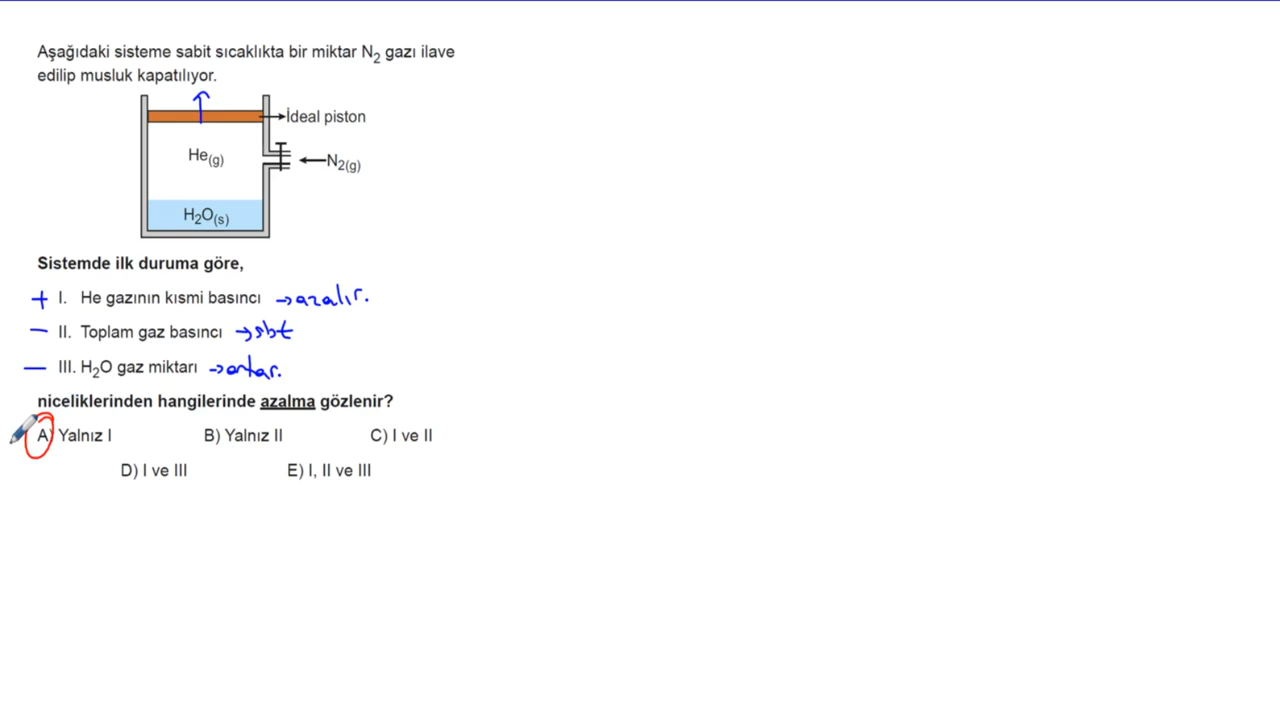 Aşağıdaki sisteme sabit sıcaklıkta bir miktar N₂ gazı ilave
edilip musluk kapatılıyor.
İdeal piston
He(g)
N₂(g)
H₂O(s)
Sistemde ilk duruma göre,
+ I. He gazının kısmi basıncı → azalır.
– II. Toplam gaz basıncı → sbt
– III. H₂O gaz miktarı → artar.
niceliklerinden hangilerinde azalma gözlenir?
A) Yalnız I B) Yalnız II C) I ve II
D) I ve III E) I, II ve III